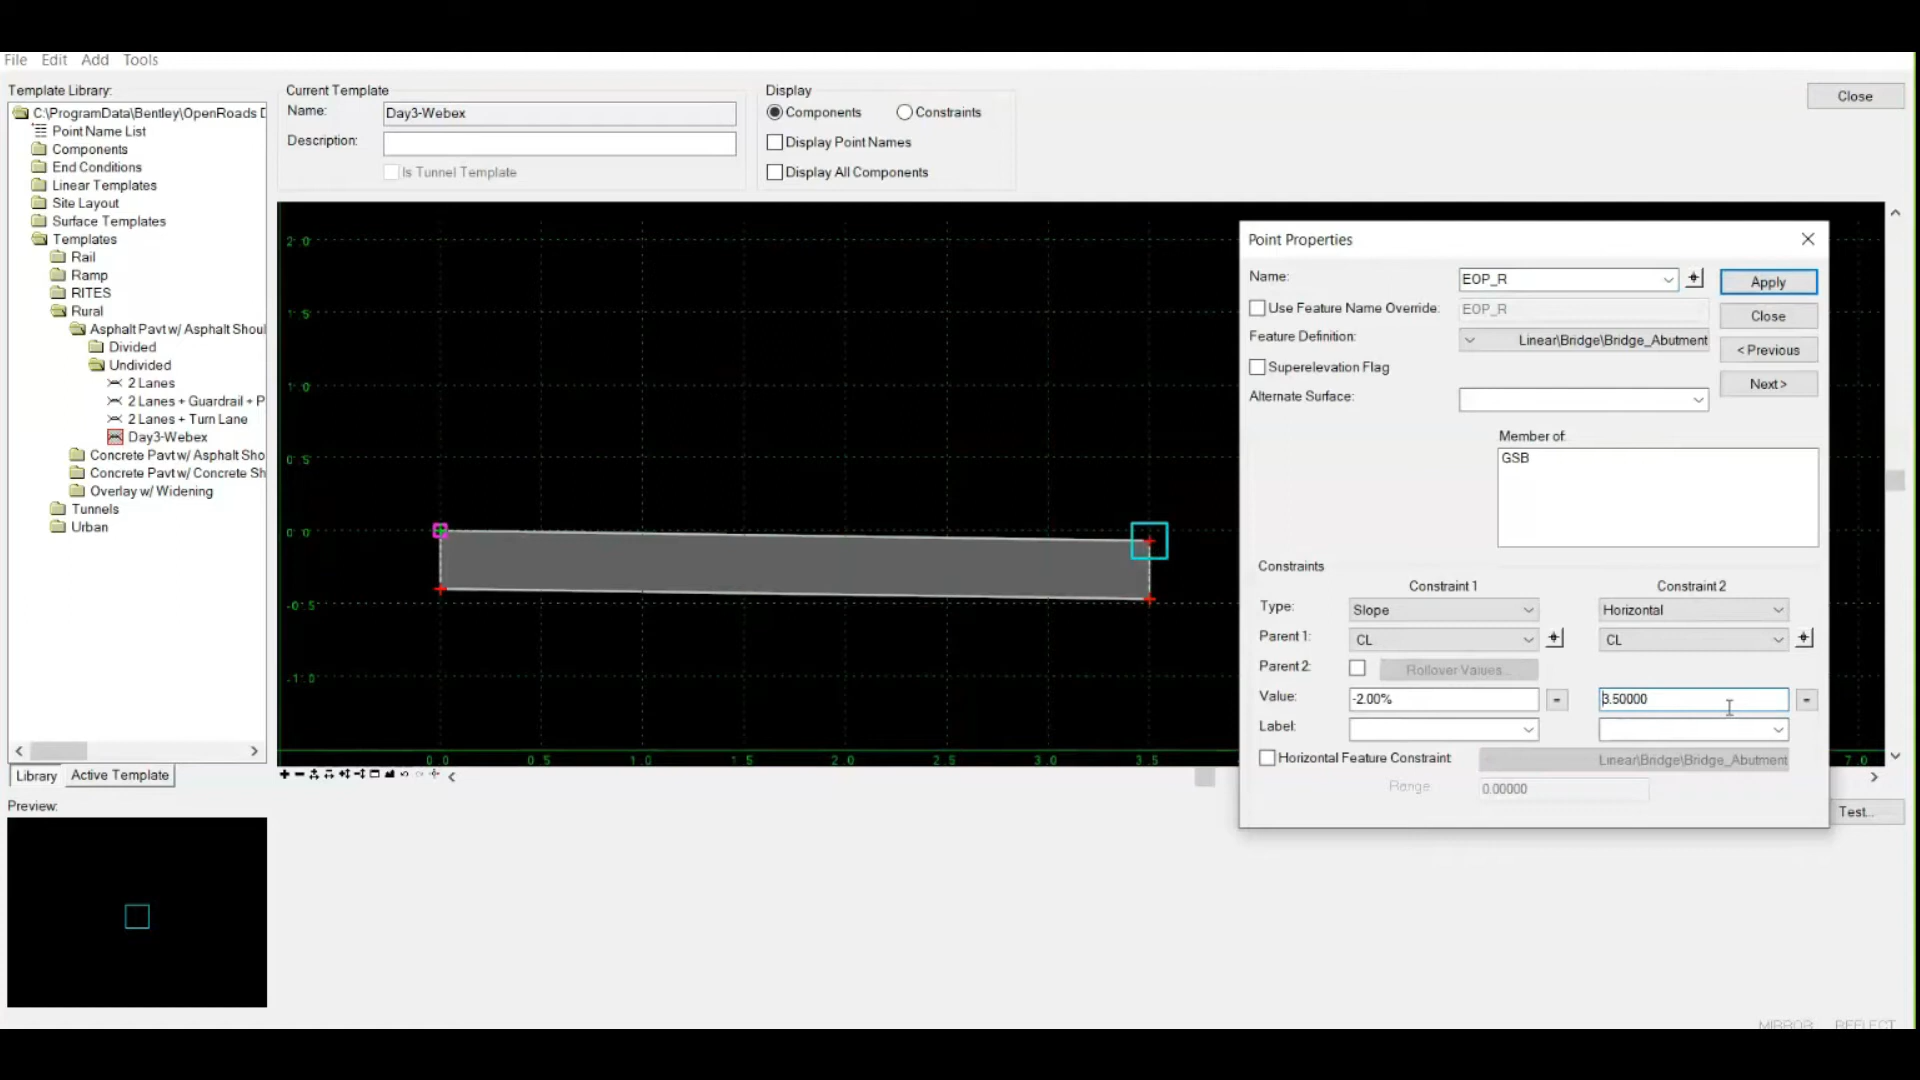 File Edit Add Tools
Template Library:
C:\ProgramData\Bentley\OpenRoads D
Point Name List
Components
End Conditions
Linear Templates
Site Layout
Surface Templates
Templates
Rail
Ramp
RITES
Rural
Asphalt Pavt w/ Asphalt Shoul
Divided
Undivided
2 Lanes
2 Lanes + Guardrail + P
2 Lanes + Turn Lane
Day3-Webex
Concrete Pavt w/ Asphalt Sho
Concrete Pavt w/ Concrete Sh
Overlay w/ Widening
Tunnels
Urban
Library Active Template
Preview:
Current Template
Name: Day3-Webex
Description:
Is Tunnel Template
Display
Components Constraints
Display Point Names
Display All Components
Close
2.0
1.5
1.0
0.5
0.0
-0.5
-1.0
0.0 0.5 1.0 1.5 2.0 2.5 3.0 3.5 7.0
Point Properties
Name: EOP_R
Apply
Use Feature Name Override: EOP_R
Close
Feature Definition: Linear\Bridge\Bridge_Abutment
< Previous
Superelevation Flag
Next >
Alternate Surface:
Member of:
GSB
Constraints
Constraint 1 Constraint 2
Type: Slope Horizontal
Parent 1: CL CL
Parent 2: Rollover Values...
Value: -2.00% = 3.50000 =
Label:
Horizontal Feature Constraint Linear\Bridge\Bridge_Abutment
Range: 0.00000
Test...
MIRROR REFLECT